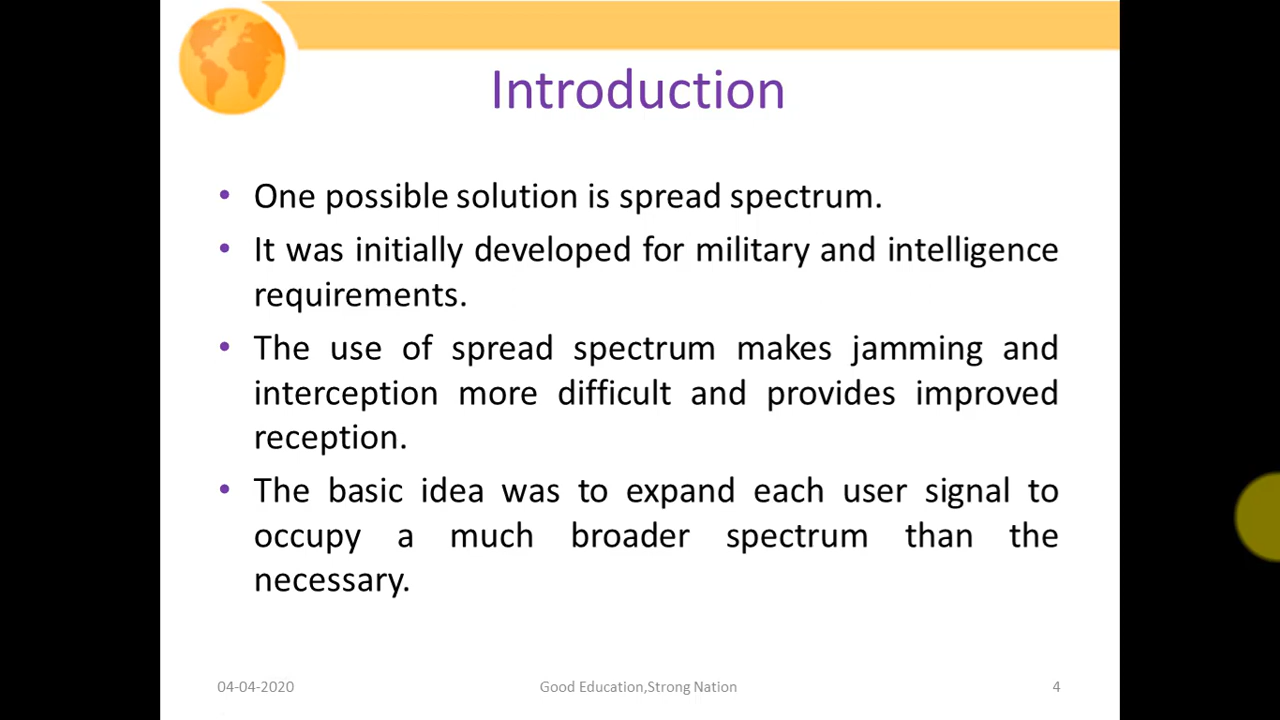 Introduction
• One possible solution is spread spectrum.
• It was initially developed for military and intelligence
requirements.
• The use of spread spectrum makes jamming and
interception more difficult and provides improved
reception.
• The basic idea was to expand each user signal to
occupy a much broader spectrum than the
necessary.
04-04-2020 Good Education,Strong Nation 4